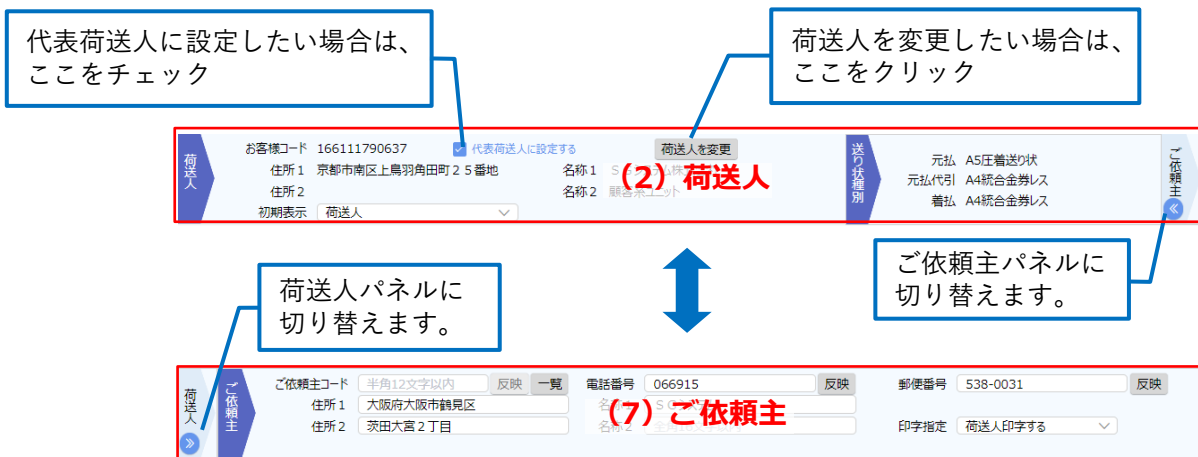 代表荷送人に設定したい場合は、
ここをチェック
荷送人を変更したい場合は、
ここをクリック
荷送人
お客様コード 166111790637 代表荷送人に設定する 荷送人を変更
住所1 京都市南区上鳥羽角田町25番地 名称1
住所2 名称2
初期表示 荷送人
(2)荷送人
送り状種別
元払 A5圧着送り状
元払代引 A4統合金券レス
着払 A4統合金券レス
ご依頼主
荷送人パネルに
切り替えます。
ご依頼主パネルに
切り替えます。
荷送人
ご依頼主
ご依頼主コード 半角12文字以内 反映 一覧 電話番号 066915 反映 郵便番号 538-0031 反映
住所1 大阪府大阪市鶴見区
住所2 茨田大宮2丁目 印字指定 荷送人印字する
(7)ご依頼主